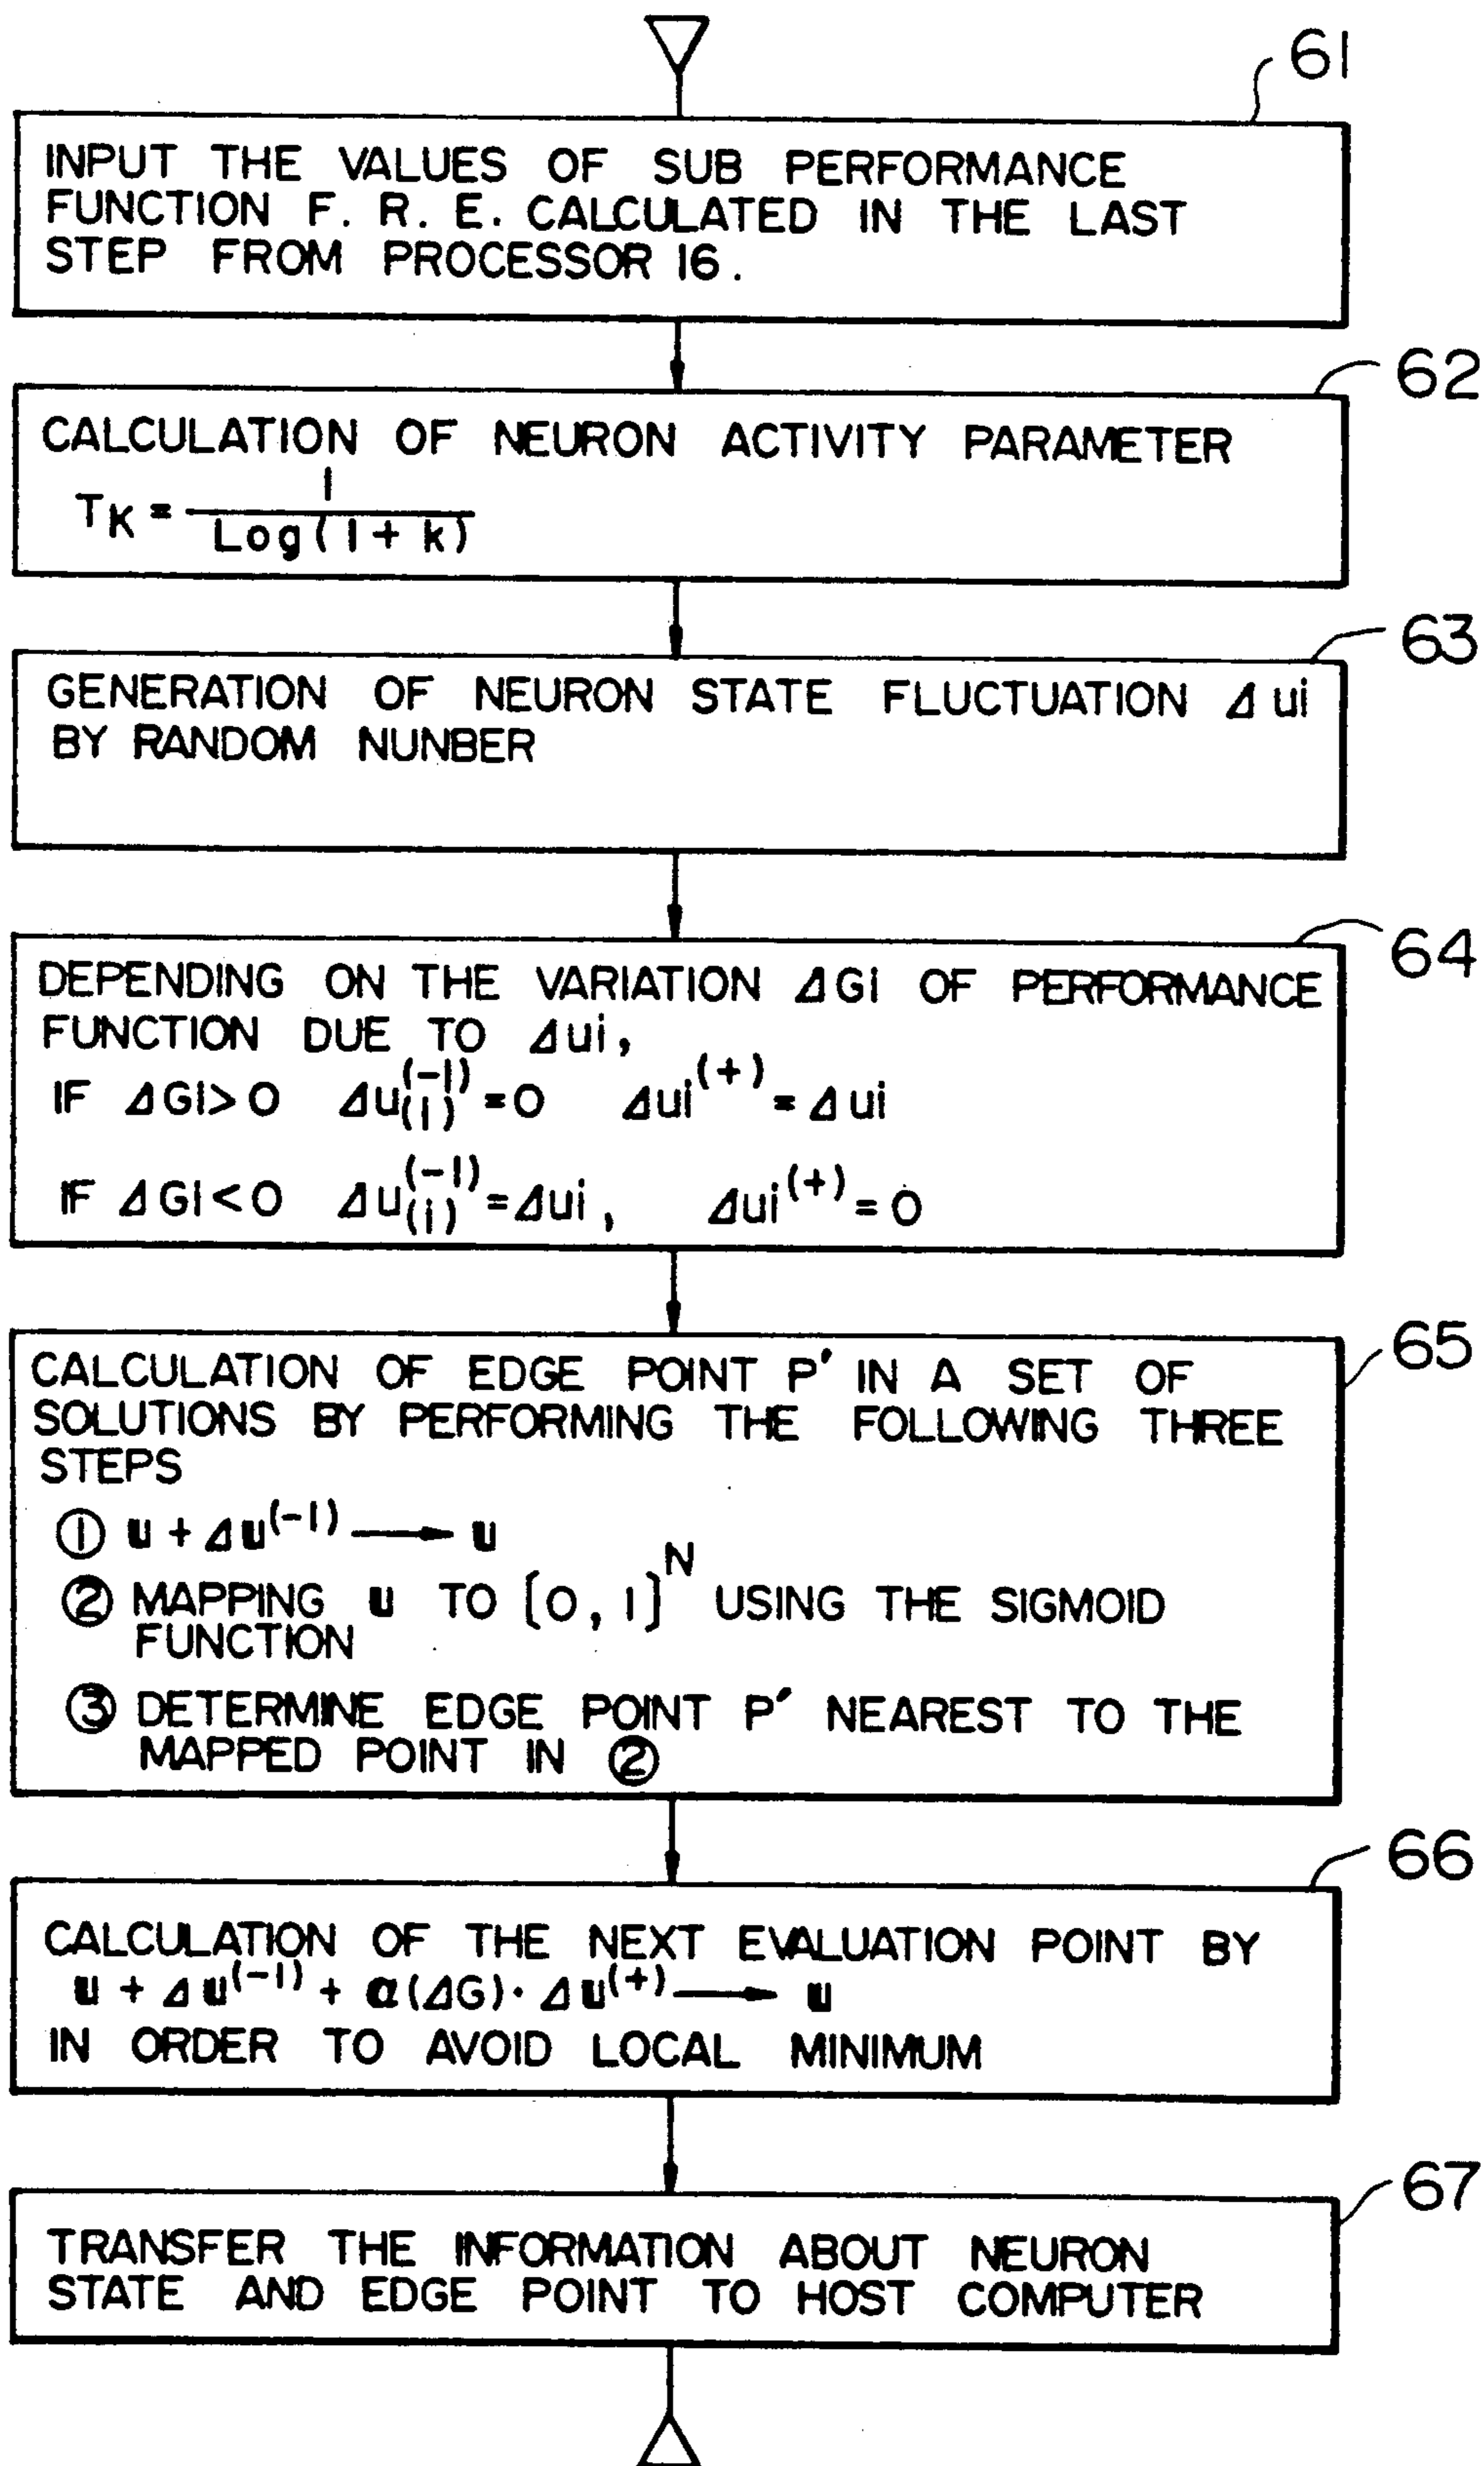 61
INPUT THE VALUES OF SUB PERFORMANCE
FUNCTION F. R. E. CALCULATED IN THE LAST
STEP FROM PROCESSOR 16.
62
CALCULATION OF NEURON ACTIVITY PARAMETER
TK = 1 / Log(1 + k)
63
GENERATION OF NEURON STATE FLUCTUATION Δ ui
BY RANDOM NUNBER
64
DEPENDING ON THE VARIATION ΔGI OF PERFORMANCE
FUNCTION DUE TO Δui,
IF ΔGI > 0 Δu(i)^(-1) = 0 Δui^(+) = Δ ui
IF ΔGI < 0 Δu(i)^(-1) = Δui, Δui^(+) = 0
65
CALCULATION OF EDGE POINT P' IN A SET OF
SOLUTIONS BY PERFORMING THE FOLLOWING THREE
STEPS
① u + Δu^(-1) → u
② MAPPING u TO [0, 1]^N USING THE SIGMOID
FUNCTION
③ DETERMINE EDGE POINT P' NEAREST TO THE
MAPPED POINT IN ②
66
CALCULATION OF THE NEXT EVALUATION POINT BY
u + Δ u^(-1) + α(ΔG)· Δu^(+) → u
IN ORDER TO AVOID LOCAL MINIMUM
67
TRANSFER THE INFORMATION ABOUT NEURON
STATE AND EDGE POINT TO HOST COMPUTER